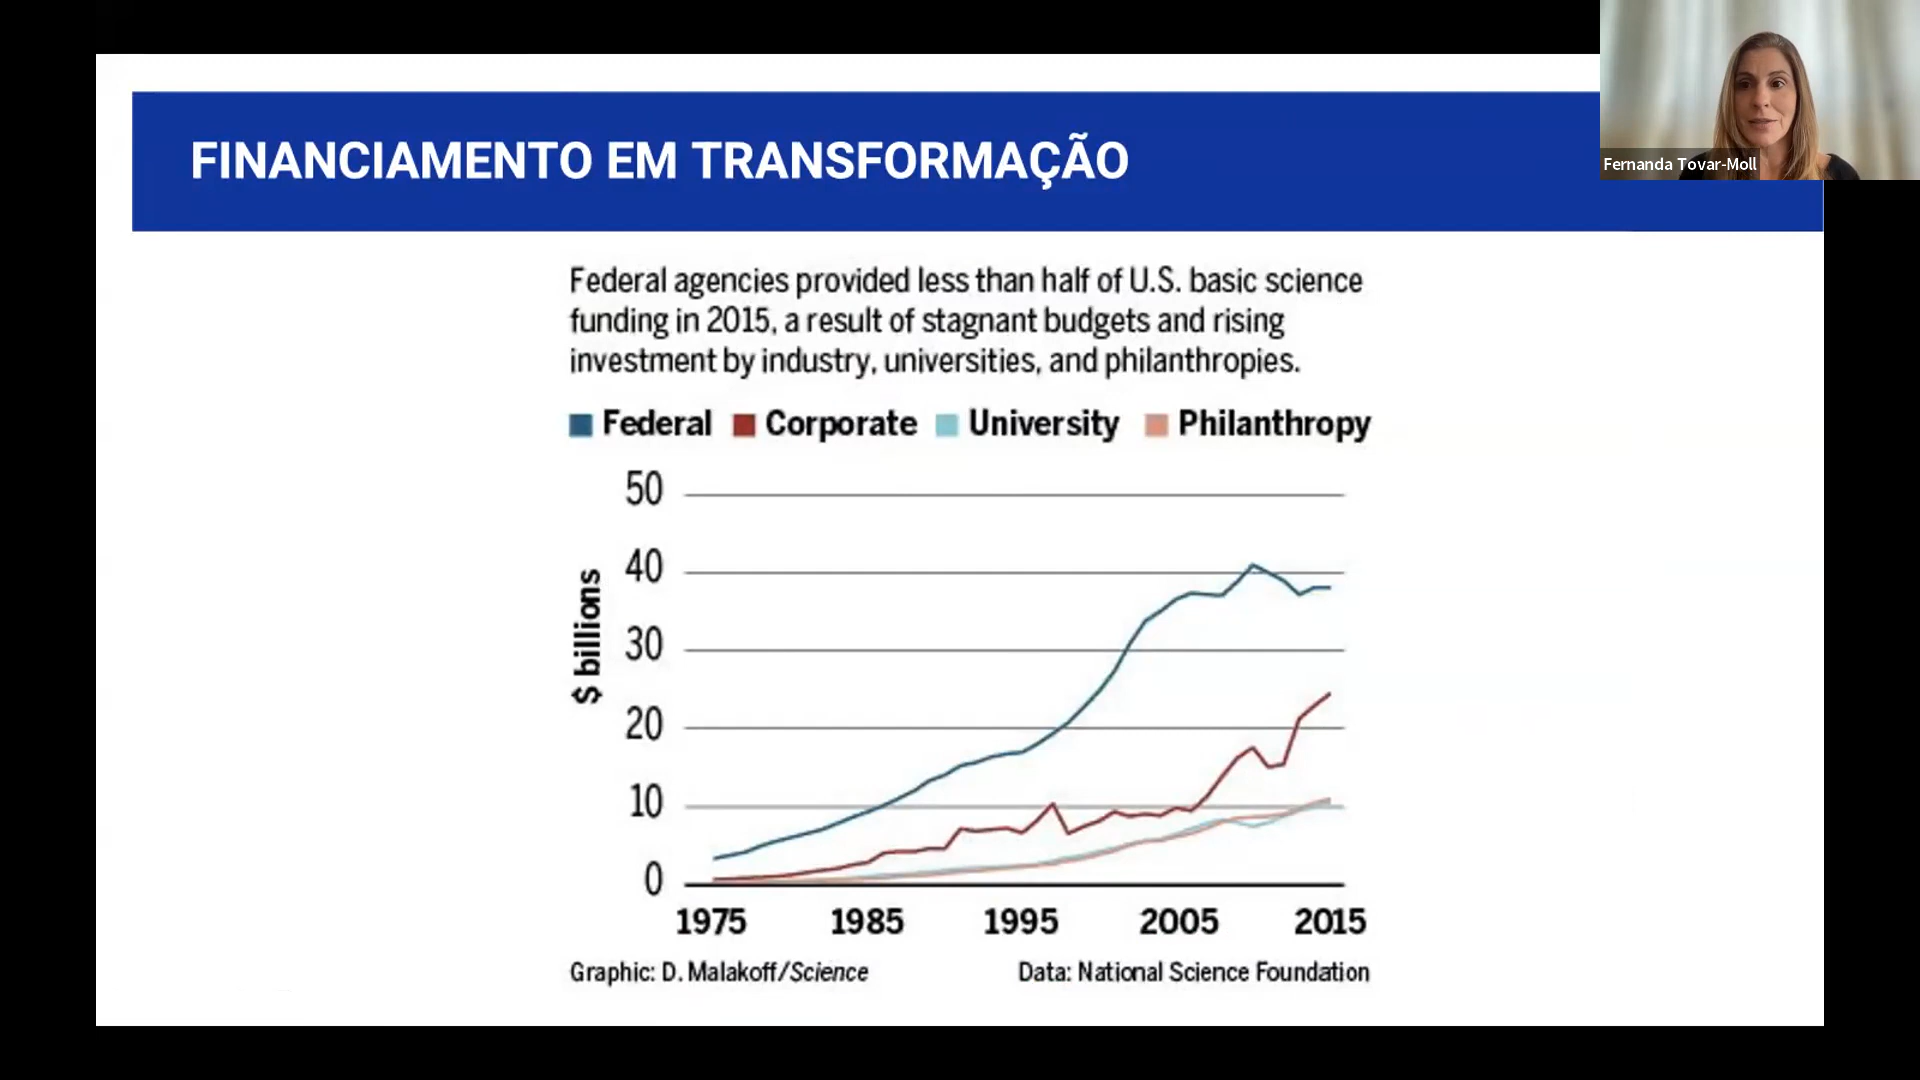 FINANCIAMENTO EM TRANSFORMAÇÃO
Fernanda Tovar-Moll
Federal agencies provided less than half of U.S. basic science
funding in 2015, a result of stagnant budgets and rising
investment by industry, universities, and philanthropies.
Federal Corporate University Philanthropy
50
40
30
20
10
0
$ billions
1975 1985 1995 2005 2015
Graphic: D. Malakoff/Science Data: National Science Foundation